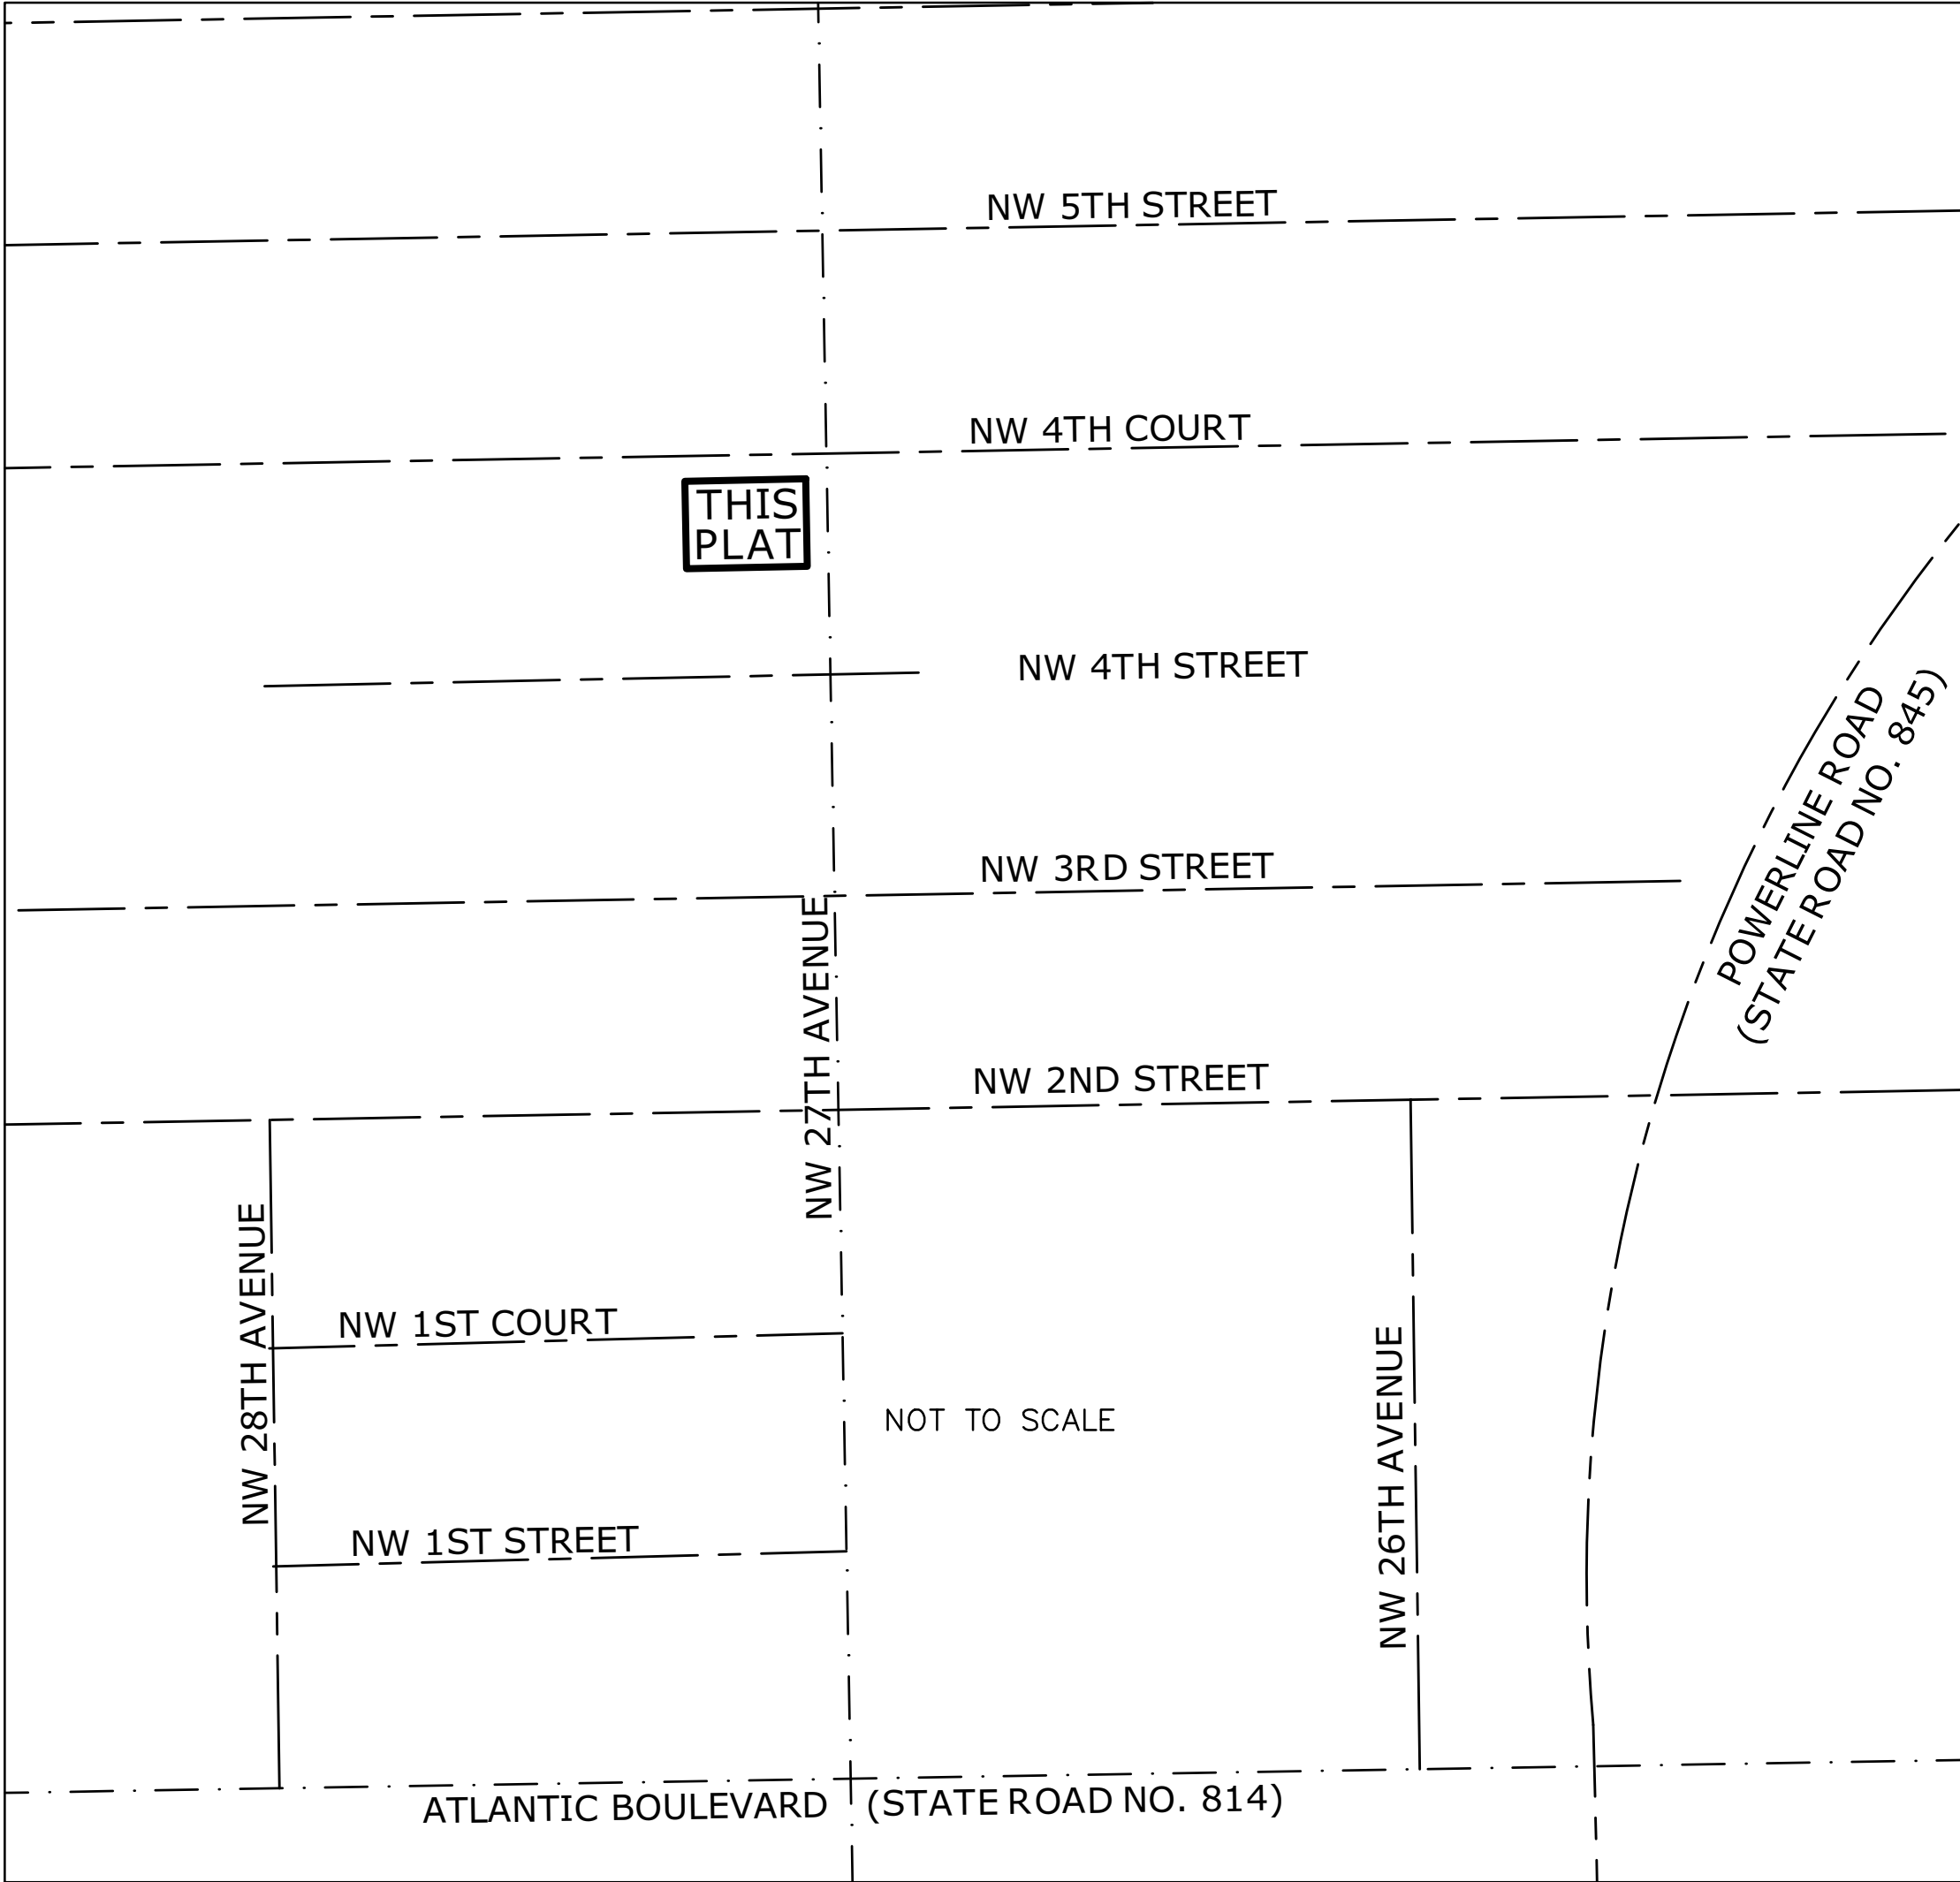 NW 5TH STREET
NW 4TH COURT
THIS
PLAT
NW 4TH STREET
POWERLINE ROAD
(STATE ROAD NO. 845)
NW 3RD STREET
NW 27TH AVENUE
NW 2ND STREET
NW 28TH AVENUE
NW 1ST COURT
NW 26TH AVENUE
NOT TO SCALE
NW 1ST STREET
ATLANTIC BOULEVARD (STATE ROAD NO. 814)